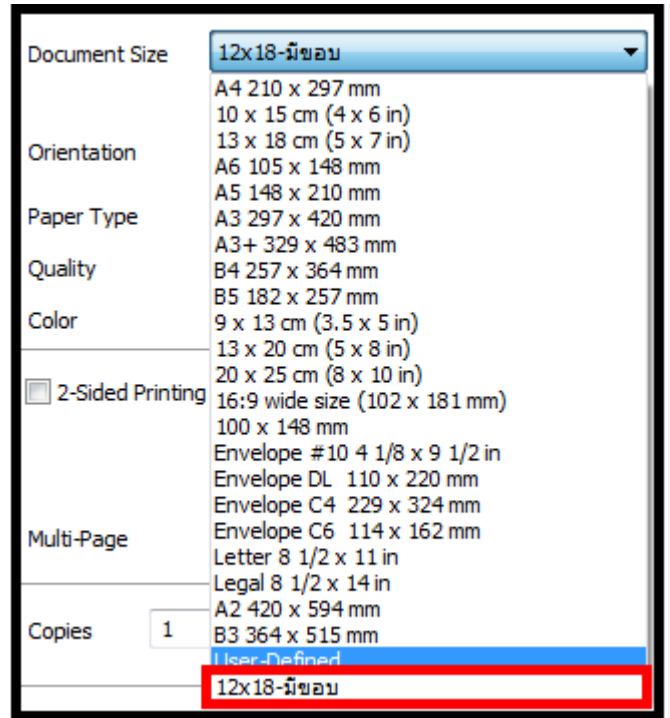 Document Size
12x18-มีขอบ
A4 210 x 297 mm
10 x 15 cm (4 x 6 in)
13 x 18 cm (5 x 7 in)
Orientation
A6 105 x 148 mm
A5 148 x 210 mm
Paper Type
A3 297 x 420 mm
A3+ 329 x 483 mm
Quality
B4 257 x 364 mm
B5 182 x 257 mm
Color
9 x 13 cm (3.5 x 5 in)
13 x 20 cm (5 x 8 in)
20 x 25 cm (8 x 10 in)
2-Sided Printing
16:9 wide size (102 x 181 mm)
100 x 148 mm
Envelope #10 4 1/8 x 9 1/2 in
Envelope DL 110 x 220 mm
Envelope C4 229 x 324 mm
Envelope C6 114 x 162 mm
Multi-Page
Letter 8 1/2 x 11 in
Legal 8 1/2 x 14 in
A2 420 x 594 mm
Copies 1
B3 364 x 515 mm
User-Defined
12x18-มีขอบ